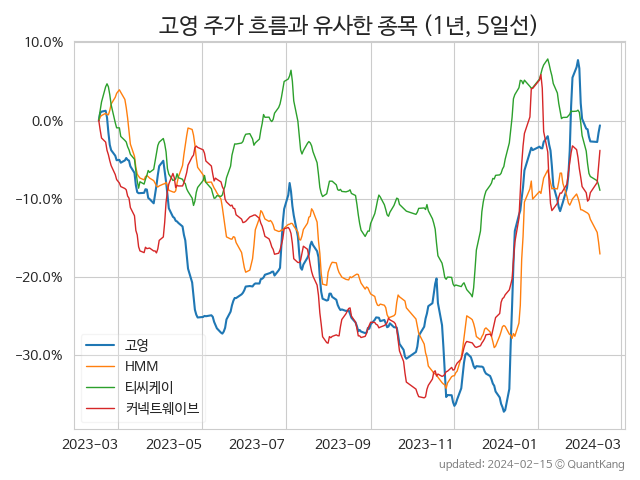 고영 주가 흐름과 유사한 종목 (1년, 5일선)
10.0%
0.0%
−10.0%
−20.0%
−30.0%
고영
HMM
티씨케이
커넥트웨이브
2023-03 2023-05 2023-07 2023-09 2023-11 2024-01 2024-03
updated: 2024-02-15 © QuantKang